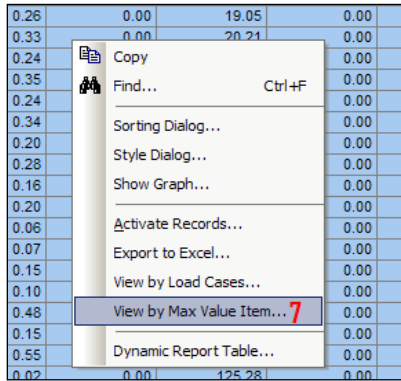 0.26 0.00 19.05 0.00
0.33 0.00 20.21 0.00
0.24 Copy 0.00
0.35 Find... Ctrl+F 0.00
0.24 0.00
0.34 Sorting Dialog... 0.00
0.20 Style Dialog... 0.00
0.28 0.00
0.16 Show Graph... 0.00
0.20 0.00
0.06 Activate Records... 0.00
0.07 Export to Excel... 0.00
0.15 View by Load Cases... 0.00
0.10 0.00
0.48 View by Max Value Item... 7 0.00
0.15 0.00
0.55 Dynamic Report Table... 0.00
0.02 0.00 125.28 0.00